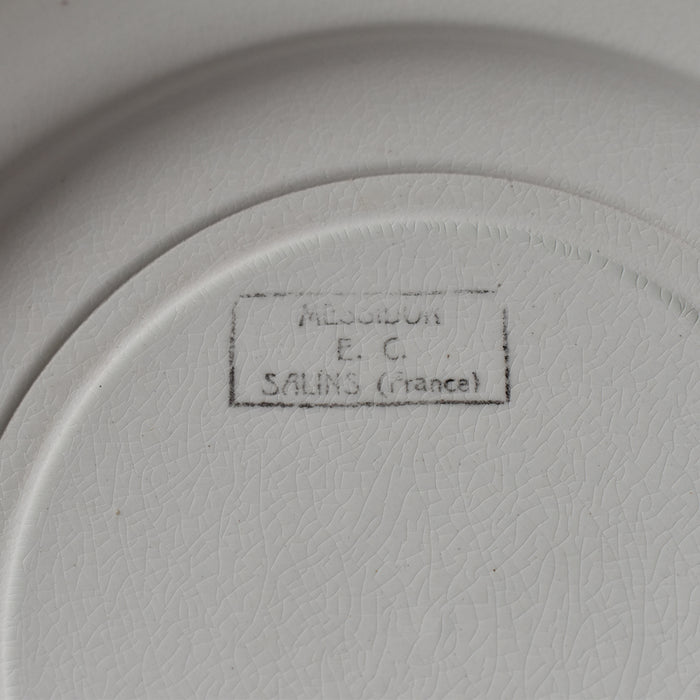 MESSIDOR
E. C.
SALINS (France)